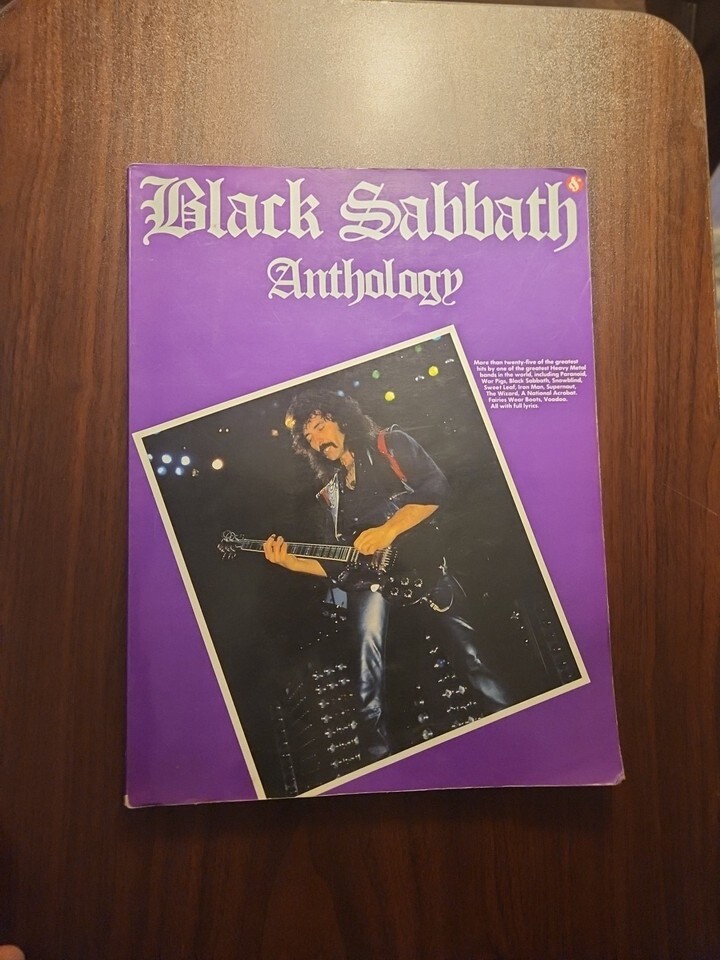 Black Sabbath
Anthology
More than twenty-five of the greatest
hits by one of the greatest Heavy Metal
bands in the world, including Paranoid,
War Pigs, Black Sabbath, Snowblind,
Sweet Leaf, Iron Man, Supernaut,
The Wizard, A National Acrobat,
Fairies Wear Boots, Voodoo.
All with full lyrics.